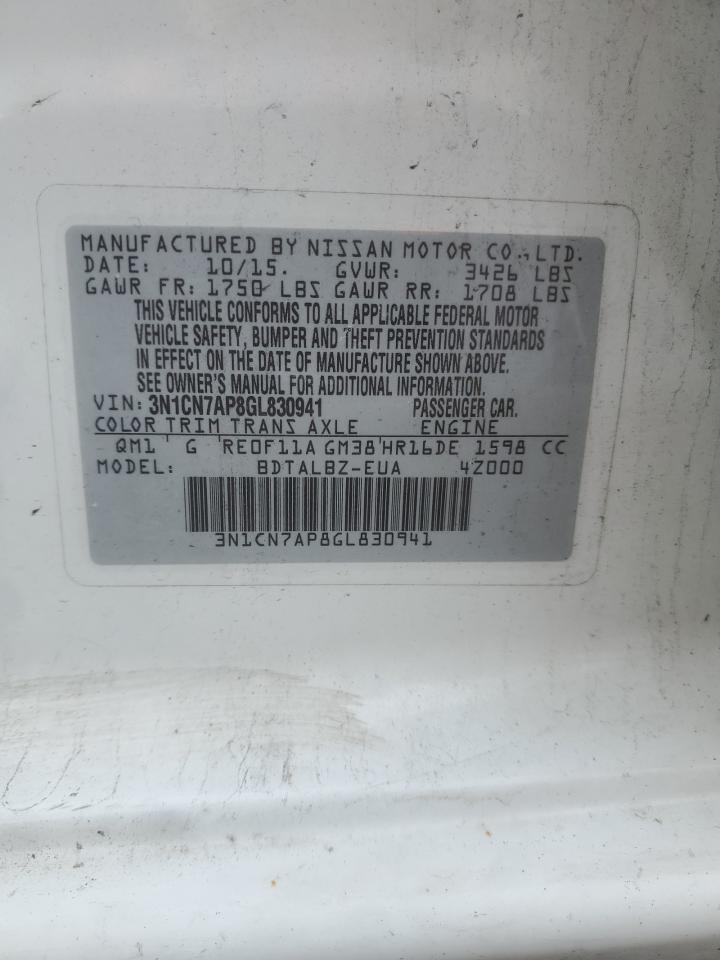 MANUFACTURED BY NISSAN MOTOR CO., LTD.
DATE: 10/15. GVWR: 3426 LBS
GAWR FR: 1750 LBS GAWR RR: 1708 LBS
THIS VEHICLE CONFORMS TO ALL APPLICABLE FEDERAL MOTOR
VEHICLE SAFETY, BUMPER AND THEFT PREVENTION STANDARDS
IN EFFECT ON THE DATE OF MANUFACTURE SHOWN ABOVE.
SEE OWNER'S MANUAL FOR ADDITIONAL INFORMATION.
VIN: 3N1CN7AP8GL830941 PASSENGER CAR.
COLOR TRIM TRANS AXLE ENGINE
QM1 G RE0F11A GM38 HR16DE 1598 CC
MODEL: BDTALBZ-EUA 4Z000
3N1CN7AP8GL830941